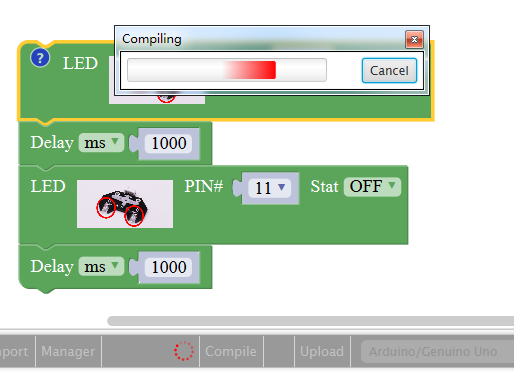 Compiling
Cancel
? LED
Delay ms 1000
LED PIN# 11 Stat OFF
Delay ms 1000
port Manager Compile Upload Arduino/Genuino Uno